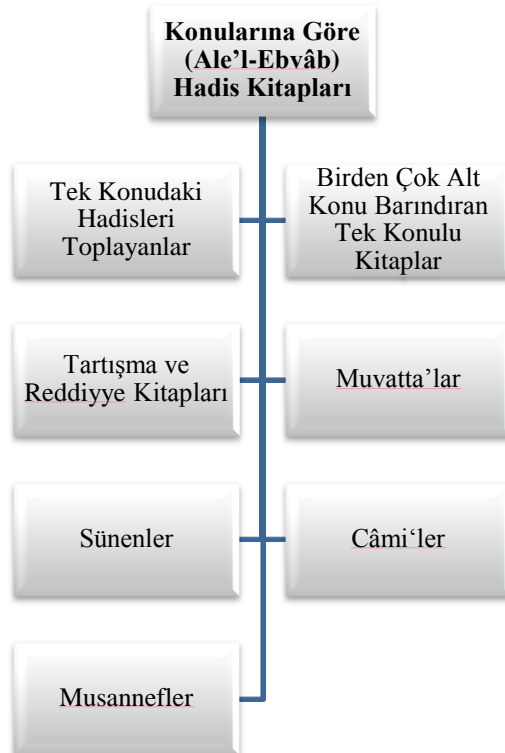 Konularına Göre
(Ale’l-Ebvâb)
Hadis Kitapları
Tek Konudaki
Hadisleri
Toplayanlar
Birden Çok Alt
Konu Barındıran
Tek Konulu
Kitaplar
Tartışma ve
Reddiyye Kitapları
Muvatta’lar
Sünenler
Câmi‘ler
Musannefler